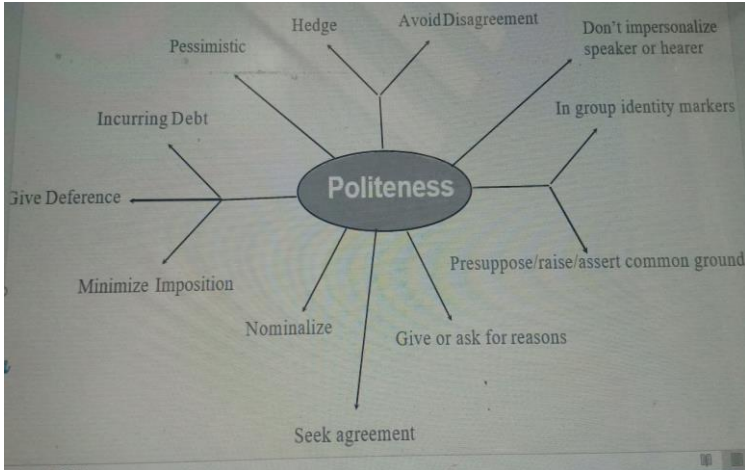 Hedge
Avoid Disagreement
Don't impersonalize
speaker or hearer
Pessimistic
In group identity markers
Incurring Debt
Politeness
Give Deference
Presuppose/raise/assert common ground
Minimize Imposition
Nominalize
Give or ask for reasons
Seek agreement